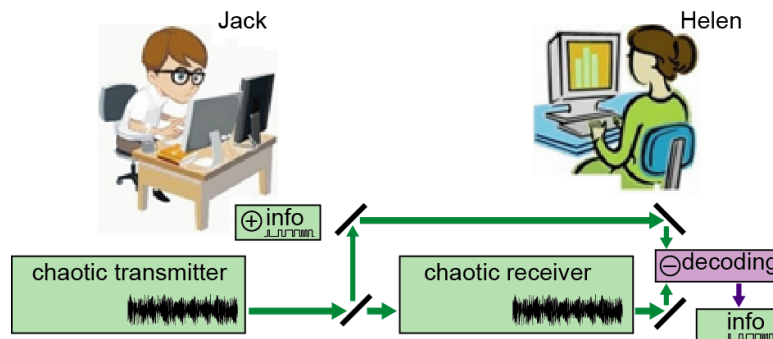 Jack
Helen
⊕info
chaotic transmitter
chaotic receiver
⊖decoding
info